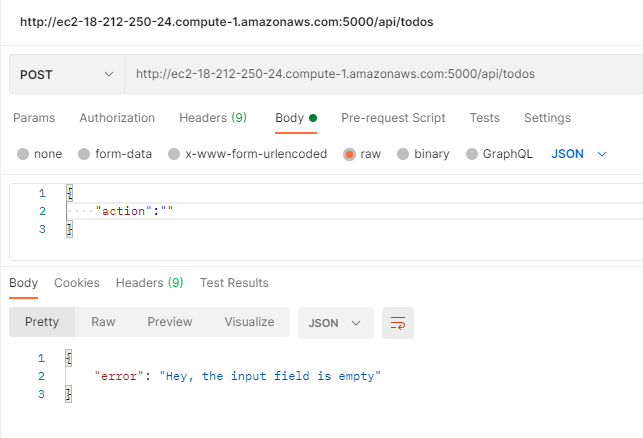 http://ec2-18-212-250-24.compute-1.amazonaws.com:5000/api/todos
POST http://ec2-18-212-250-24.compute-1.amazonaws.com:5000/api/todos
Params Authorization Headers (9) Body Pre-request Script Tests Settings
none form-data x-www-form-urlencoded raw binary GraphQL JSON
1 {
2 ····"action":""
3 }
Body Cookies Headers (9) Test Results
Pretty Raw Preview Visualize JSON
1 {
2 "error": "Hey, the input field is empty"
3 }